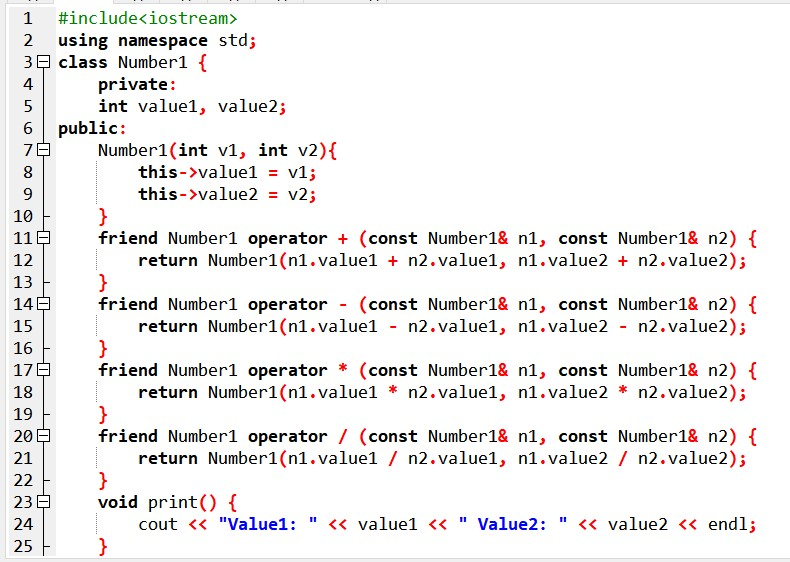 1 #include<iostream>
2 using namespace std;
3 class Number1 {
4 private:
5 int value1, value2;
6 public:
7 Number1(int v1, int v2){
8 this->value1 = v1;
9 this->value2 = v2;
10 }
11 friend Number1 operator + (const Number1& n1, const Number1& n2) {
12 return Number1(n1.value1 + n2.value1, n1.value2 + n2.value2);
13 }
14 friend Number1 operator - (const Number1& n1, const Number1& n2) {
15 return Number1(n1.value1 - n2.value1, n1.value2 - n2.value2);
16 }
17 friend Number1 operator * (const Number1& n1, const Number1& n2) {
18 return Number1(n1.value1 * n2.value1, n1.value2 * n2.value2);
19 }
20 friend Number1 operator / (const Number1& n1, const Number1& n2) {
21 return Number1(n1.value1 / n2.value1, n1.value2 / n2.value2);
22 }
23 void print() {
24 cout << "Value1: " << value1 << " Value2: " << value2 << endl;
25 }